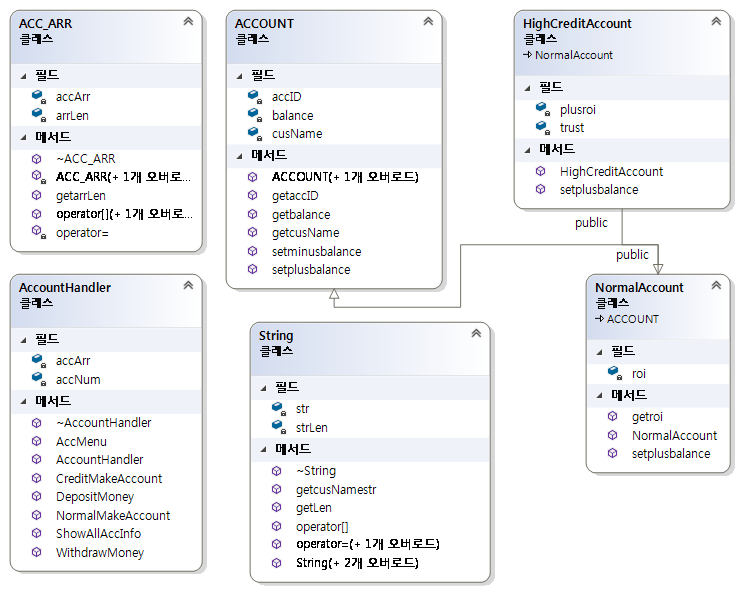 ACC_ARR
클래스
필드
accArr
arrLen
메서드
~ACC_ARR
ACC_ARR(+ 1개 오버로...
getarrLen
operator[](+ 1개 오버로...
operator=
ACCOUNT
클래스
필드
accID
balance
cusName
메서드
ACCOUNT(+ 1개 오버로드)
getaccID
getbalance
getcusName
setminusbalance
setplusbalance
HighCreditAccount
클래스
NormalAccount
필드
plusroi
trust
메서드
HighCreditAccount
setplusbalance
public
public
AccountHandler
클래스
필드
accArr
accNum
메서드
~AccountHandler
AccMenu
AccountHandler
CreditMakeAccount
DepositMoney
NormalMakeAccount
ShowAllAccInfo
WithdrawMoney
String
클래스
필드
str
strLen
메서드
~String
getcusNamestr
getLen
operator[]
operator=(+ 1개 오버로드)
String(+ 2개 오버로드)
NormalAccount
클래스
ACCOUNT
필드
roi
메서드
getroi
NormalAccount
setplusbalance